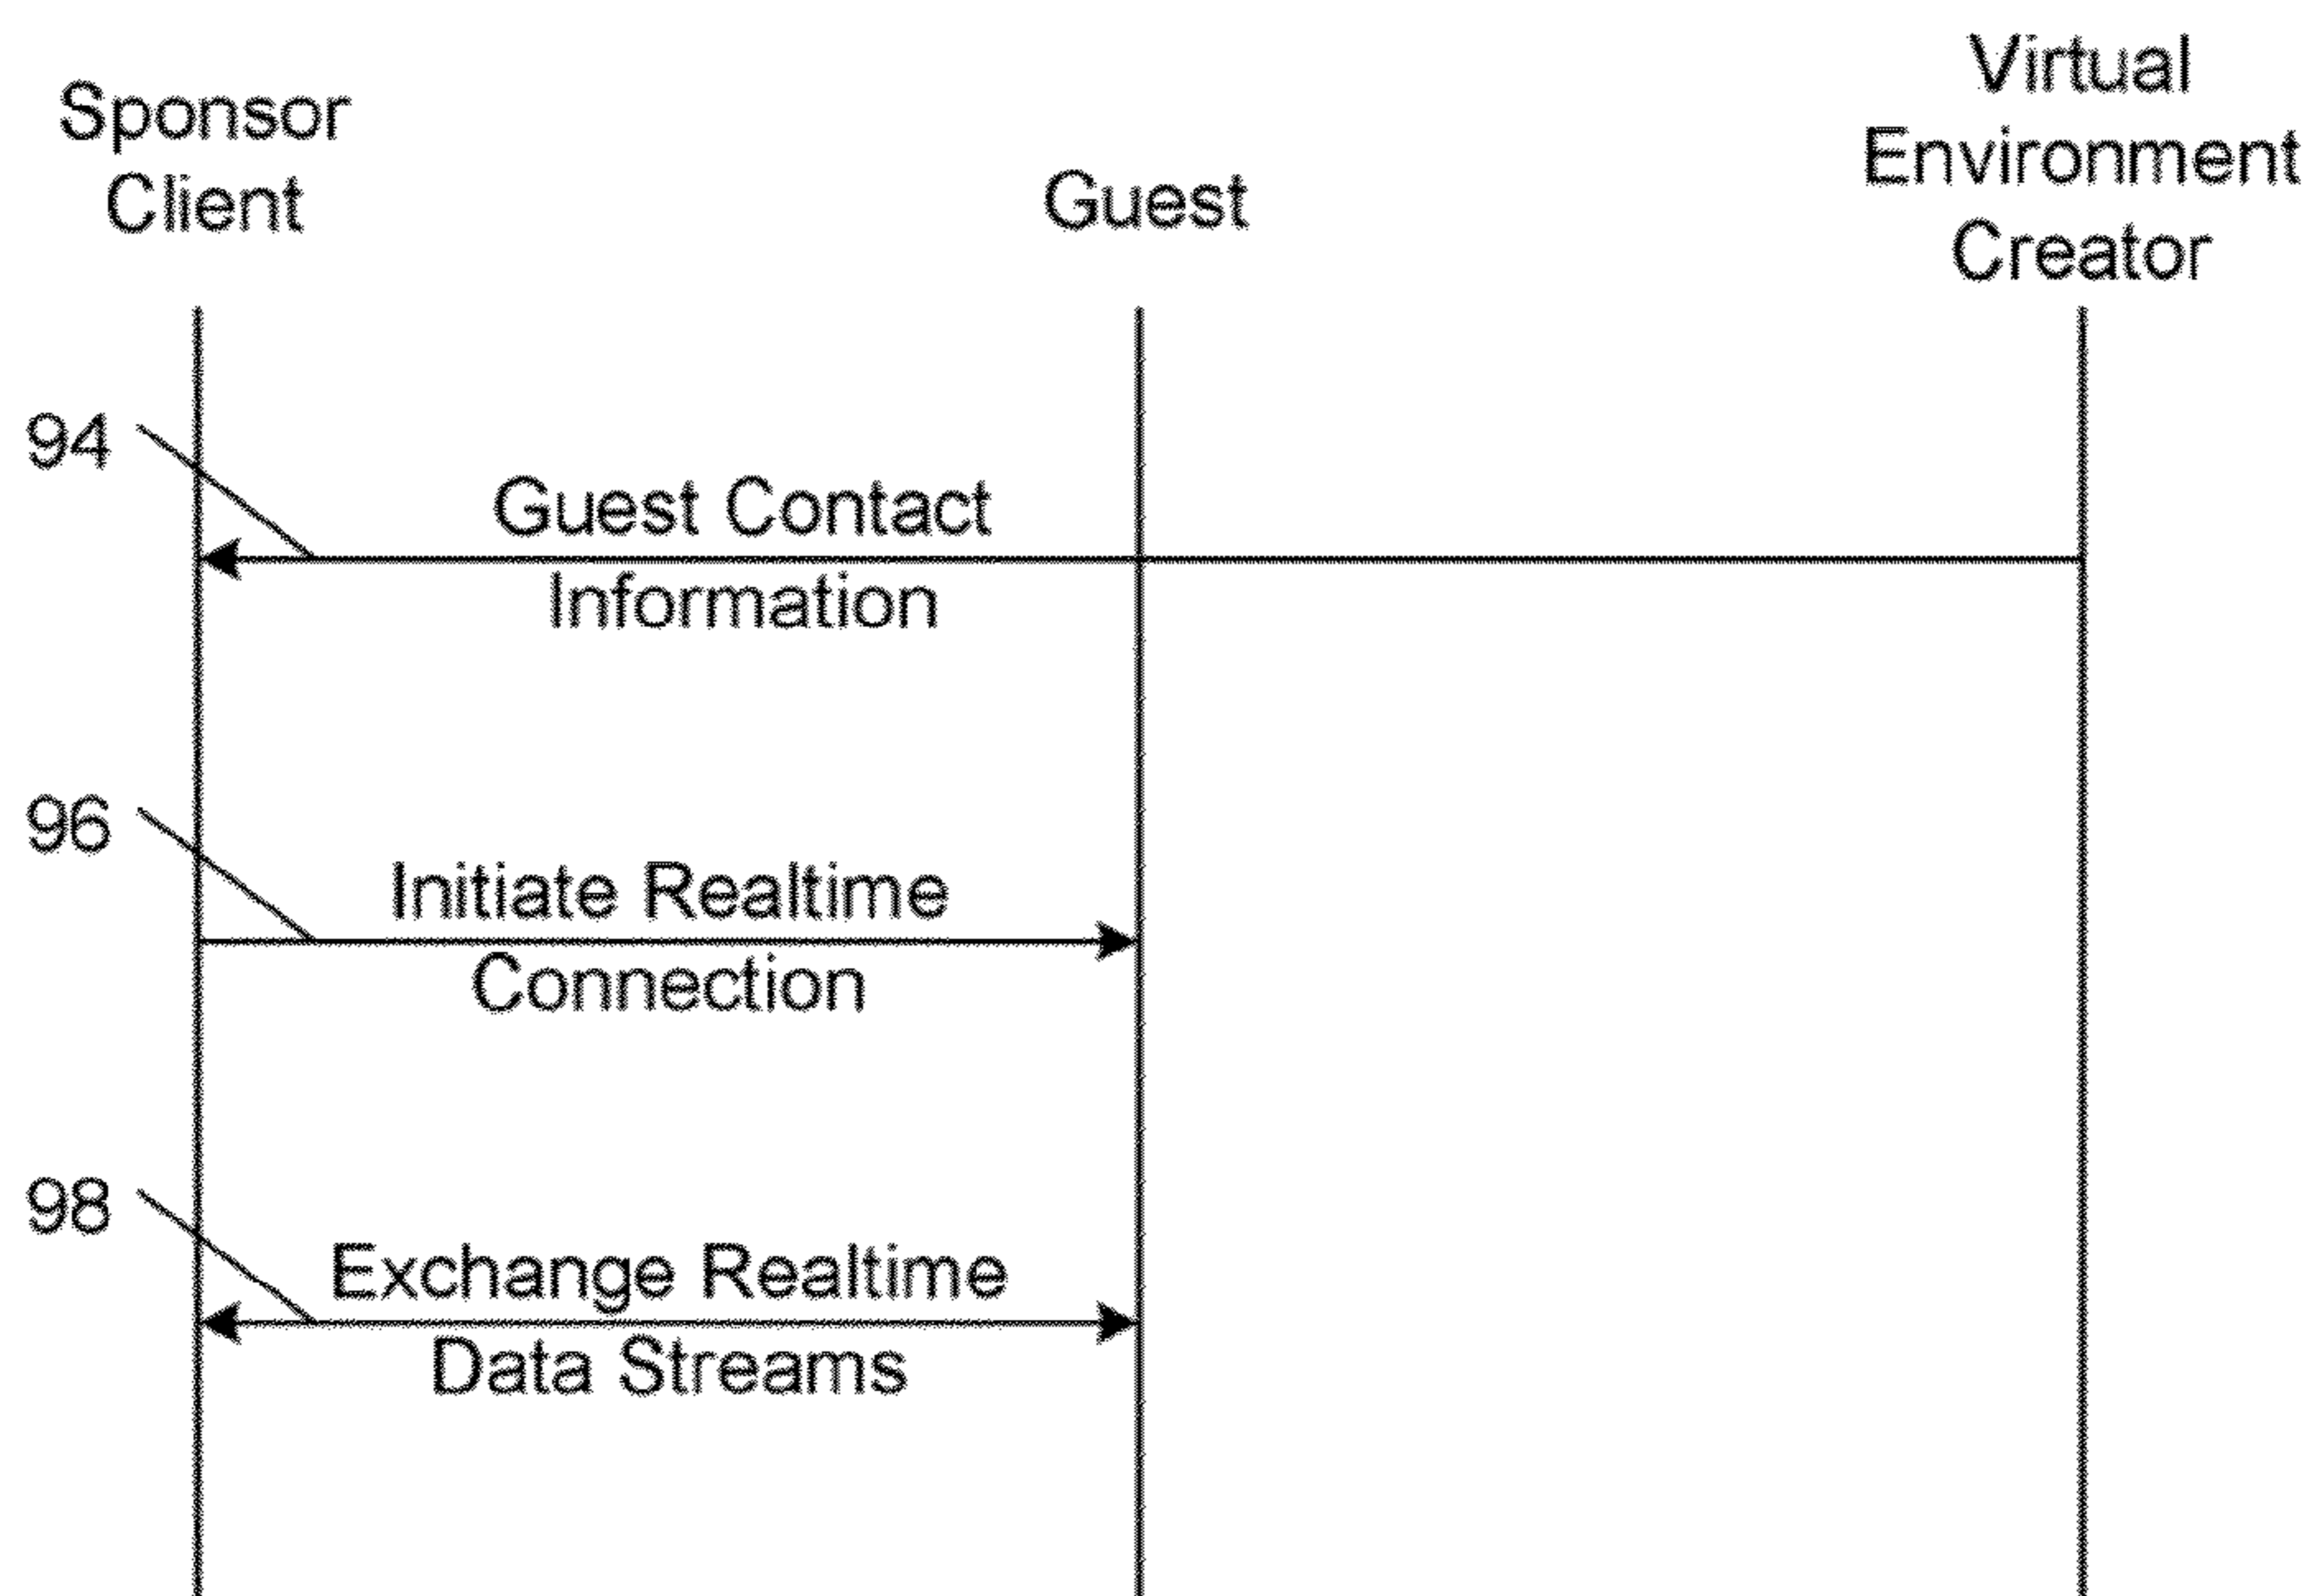 Sponsor
Client
Guest
Virtual
Environment
Creator
94
Guest Contact
Information
96
Initiate Realtime
Connection
98
Exchange Realtime
Data Streams